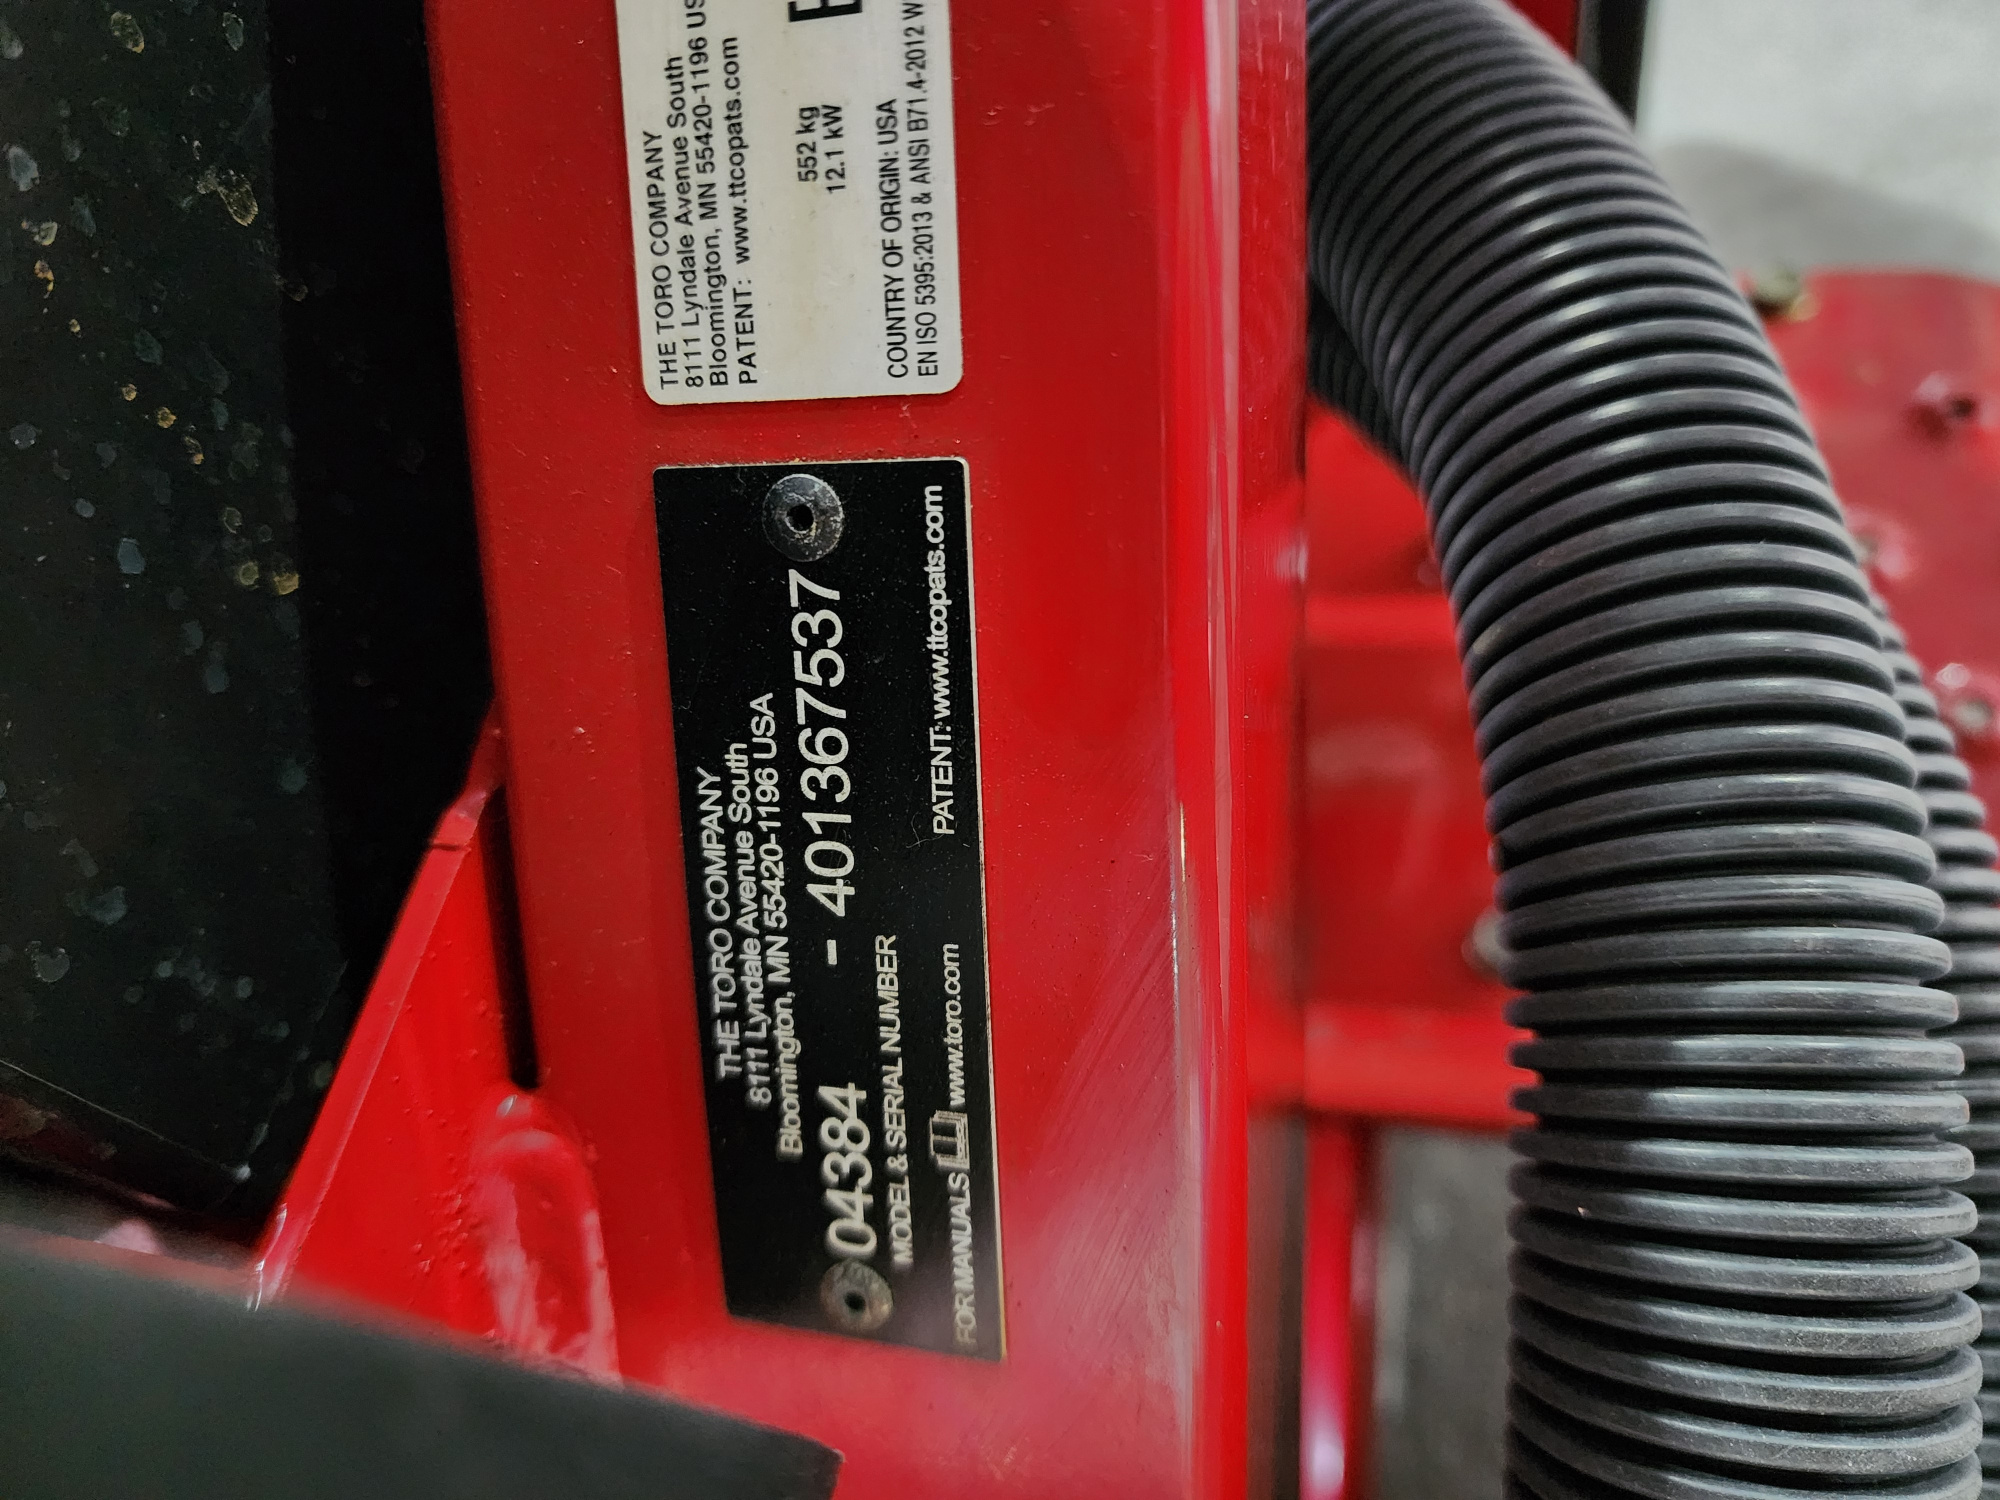 THE TORO COMPANY
8111 Lyndale Avenue South
Bloomington, MN 55420-1196 USA
04384 - 401367537
MODEL & SERIAL NUMBER
FOR MANUALS www.toro.com PATENT: www.ttcopats.com
THE TORO COMPANY
8111 Lyndale Avenue South
Bloomington, MN 55420-1196 US
PATENT: www.ttcopats.com
552 kg
12.1 kW
COUNTRY OF ORIGIN: USA
EN ISO 5395:2013 & ANSI B71.4-2012 W